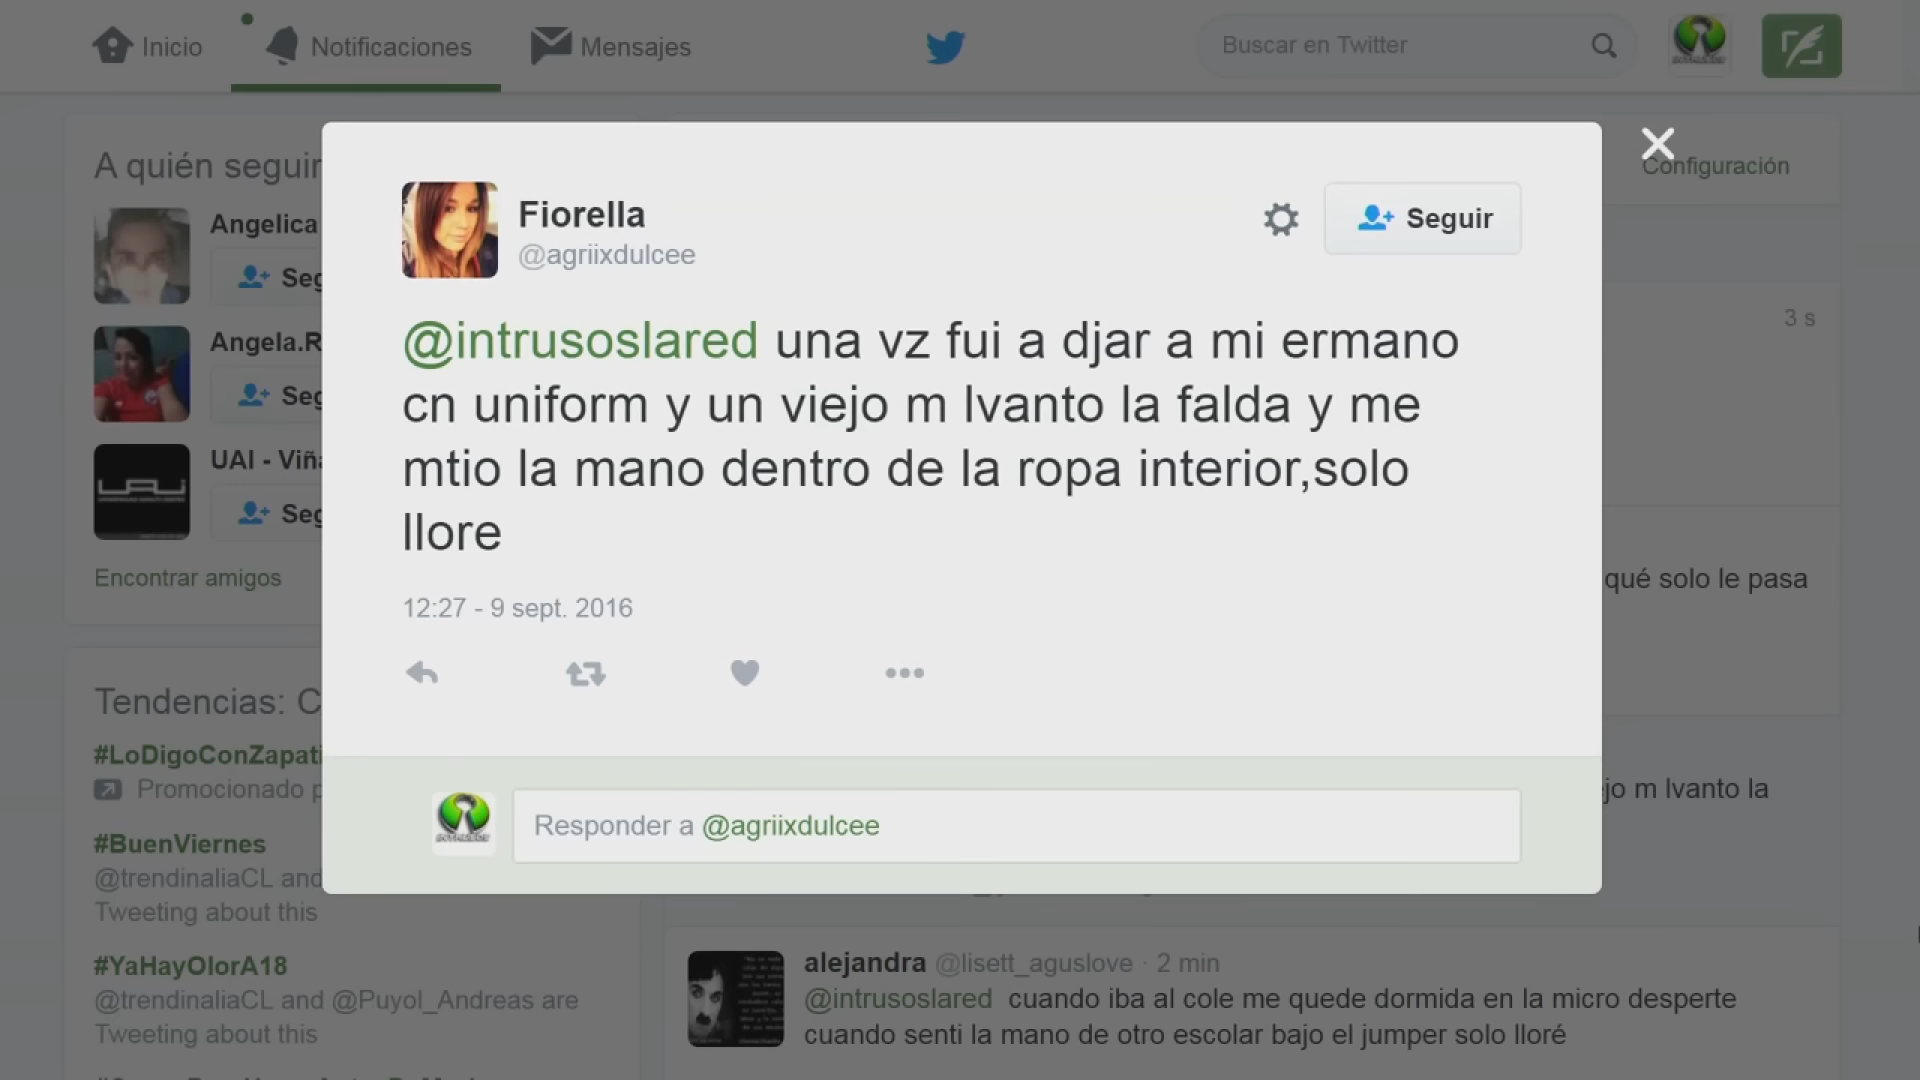 Inicio
Notificaciones
Mensajes
Buscar en Twitter
A quién seguir
Configuración
Angelica
Seg
Angela.R
Seg
UAI - Viña
Seg
Encontrar amigos
Tendencias: C
#LoDigoConZapati
Promocionado p
#BuenViernes
@trendinaliaCL and
Tweeting about this
#YaHayOlorA18
@trendinaliaCL and @Puyol_Andreas are
Tweeting about this
Fiorella
@agriixdulcee
Seguir
@intrusoslared una vz fui a djar a mi ermano
cn uniform y un viejo m lvanto la falda y me
mtio la mano dentro de la ropa interior,solo
llore
12:27 - 9 sept. 2016
Responder a @agriixdulcee
3 s
qué solo le pasa
jo m lvanto la
alejandra @lisett_aguslove · 2 min
@intrusoslared cuando iba al cole me quede dormida en la micro desperte
cuando senti la mano de otro escolar bajo el jumper solo lloré